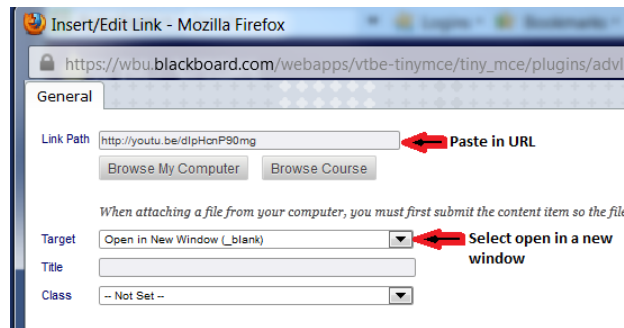 Insert/Edit Link - Mozilla Firefox
Logins Bookmarks
https://wbu.blackboard.com/webapps/vtbe-tinymce/tiny_mce/plugins/advl
General
Link Path http://youtu.be/dIpHcnP90mg Paste in URL
Browse My Computer Browse Course
When attaching a file from your computer, you must first submit the content item so the file
Target Open in New Window (_blank) Select open in a new
window
Title
Class -- Not Set --